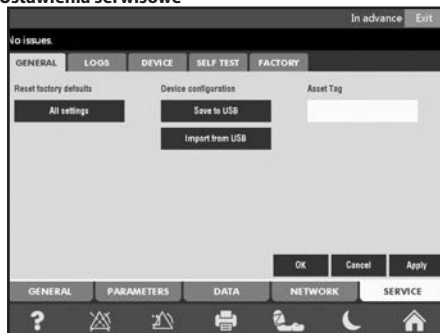 Ustawienia serwisowe
In advance Exit
No issues.
GENERAL LOGS DEVICE SELF TEST FACTORY
Reset factory defaults Device configuration Asset Tag
All settings Save to USB
Import from USB
OK Cancel Apply
GENERAL PARAMETERS DATA NETWORK SERVICE
?